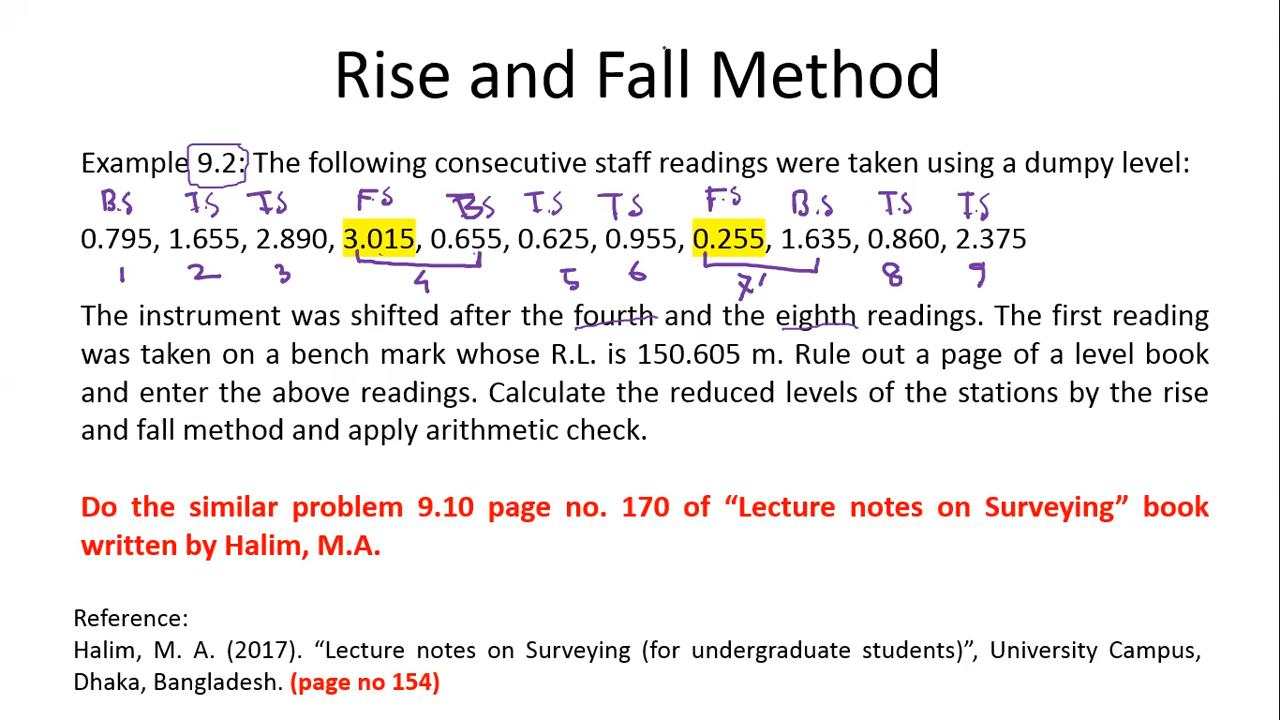 Rise and Fall Method
Example 9.2: The following consecutive staff readings were taken using a dumpy level:
B.S I.S I.S F.S B.S I.S I.S F.S B.S I.S I.S
0.795, 1.655, 2.890, 3.015, 0.655, 0.625, 0.955, 0.255, 1.635, 0.860, 2.375
1 2 3 4 5 6 7 8 9
The instrument was shifted after the fourth and the eighth readings. The first reading
was taken on a bench mark whose R.L. is 150.605 m. Rule out a page of a level book
and enter the above readings. Calculate the reduced levels of the stations by the rise
and fall method and apply arithmetic check.
Do the similar problem 9.10 page no. 170 of “Lecture notes on Surveying” book
written by Halim, M.A.
Reference:
Halim, M. A. (2017). “Lecture notes on Surveying (for undergraduate students)”, University Campus,
Dhaka, Bangladesh. (page no 154)